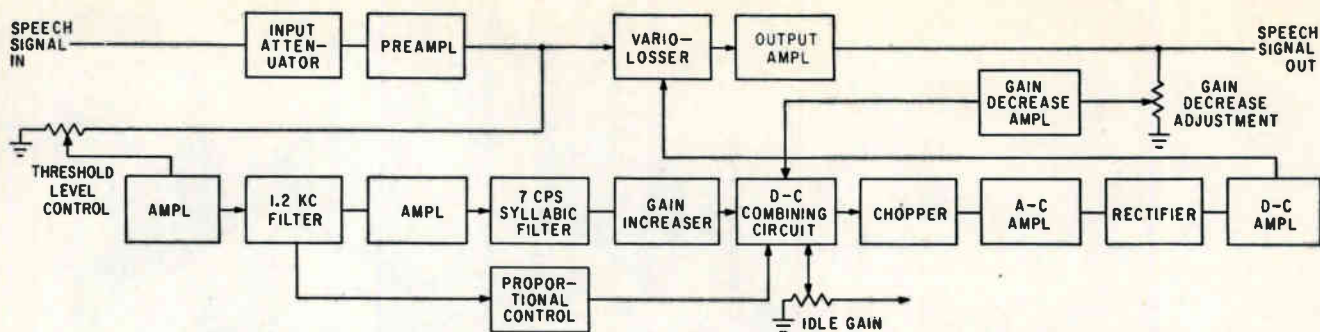 SPEECH
SIGNAL
IN
INPUT
ATTEN-
UATOR
PREAMPL
VARIO-
LOSSER
OUTPUT
AMPL
SPEECH
SIGNAL
OUT
GAIN
DECREASE
AMPL
GAIN
DECREASE
ADJUSTMENT
THRESHOLD
LEVEL
CONTROL
AMPL
1.2 KC
FILTER
AMPL
7 CPS
SYLLABIC
FILTER
GAIN
INCREASER
D-C
COMBINING
CIRCUIT
CHOPPER
A-C
AMPL
RECTIFIER
D-C
AMPL
PROPOR-
TIONAL
CONTROL
IDLE GAIN